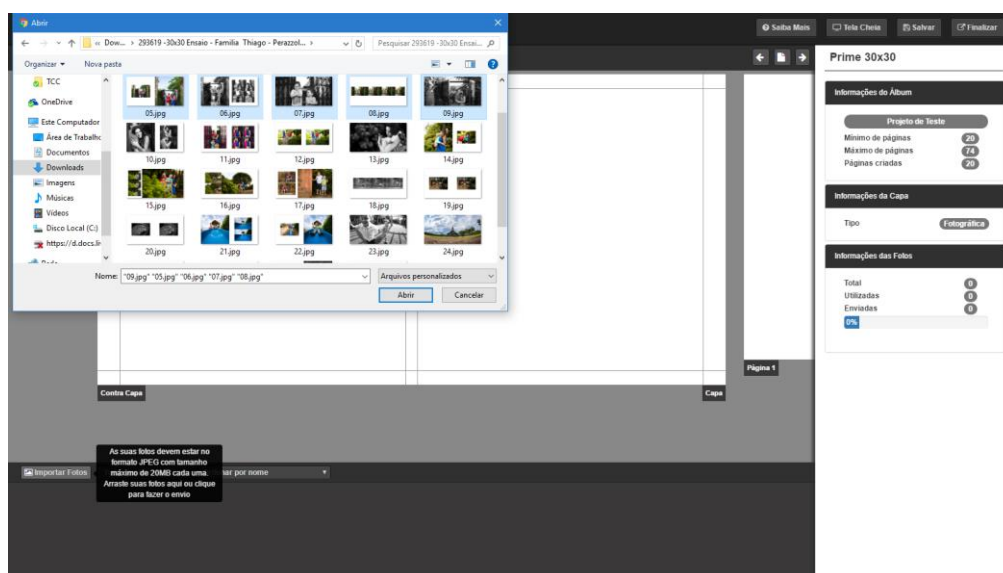 Abrir
« Dow... > 293619 -30x30 Ensaio - Familia Thiago - Perazzol... >
Pesquisar 293619 -30x30 Ensai...
Organizar
Nova pasta
TCC
OneDrive
Este Computador
Área de Trabalho
Documentos
Downloads
Imagens
Músicas
Vídeos
Disco Local (C:)
https://d.docs.li
05.jpg
06.jpg
07.jpg
08.jpg
09.jpg
10.jpg
11.jpg
12.jpg
13.jpg
14.jpg
15.jpg
16.jpg
17.jpg
18.jpg
19.jpg
20.jpg
21.jpg
22.jpg
23.jpg
24.jpg
Nome: "09.jpg" "05.jpg" "06.jpg" "07.jpg" "08.jpg"
Arquivos personalizados
Abrir
Cancelar
Saiba Mais
Tela Cheia
Salvar
Finalizar
Prime 30x30
Informações do Álbum
Projeto de Teste
Mínimo de páginas 20
Máximo de páginas 74
Páginas criadas 20
Informações da Capa
Tipo Fotográfica
Informações das Fotos
Total 0
Utilizadas 0
Enviadas 0
0%
Página 1
Contra Capa
Capa
Importar Fotos
As suas fotos devem estar no
formato JPEG com tamanho
máximo de 20MB cada uma.
Arraste suas fotos aqui ou clique
para fazer o envio
nar por nome